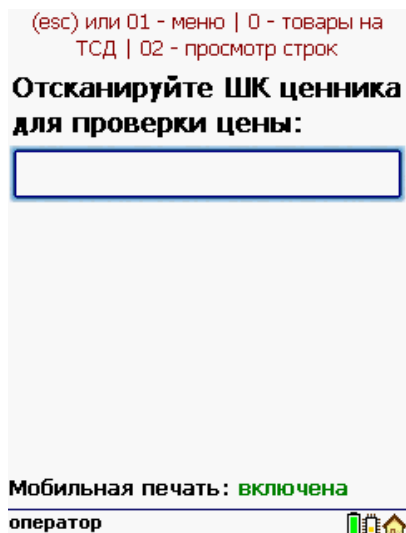 (esc) или 01 - меню | 0 - товары на
ТСД | 02 - просмотр строк
Отсканируйте ШК ценника
для проверки цены:
Мобильная печать: включена
оператор